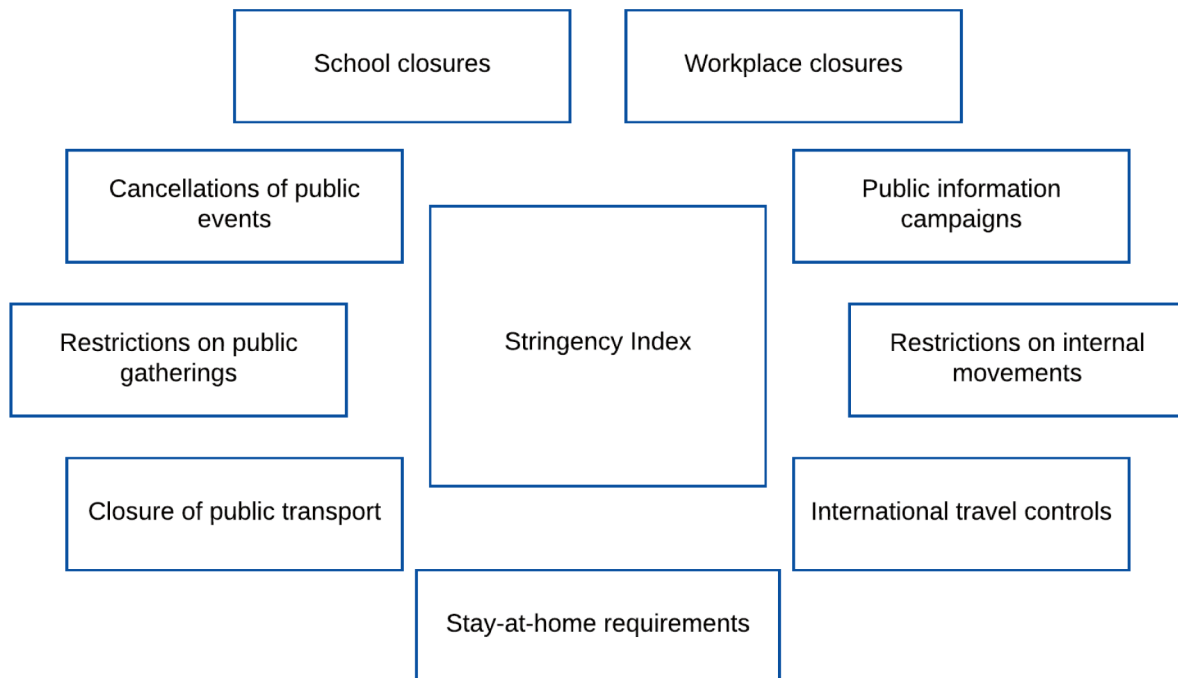 School closures
Workplace closures
Cancellations of public
events
Public information
campaigns
Stringency Index
Restrictions on public
gatherings
Restrictions on internal
movements
Closure of public transport
International travel controls
Stay-at-home requirements